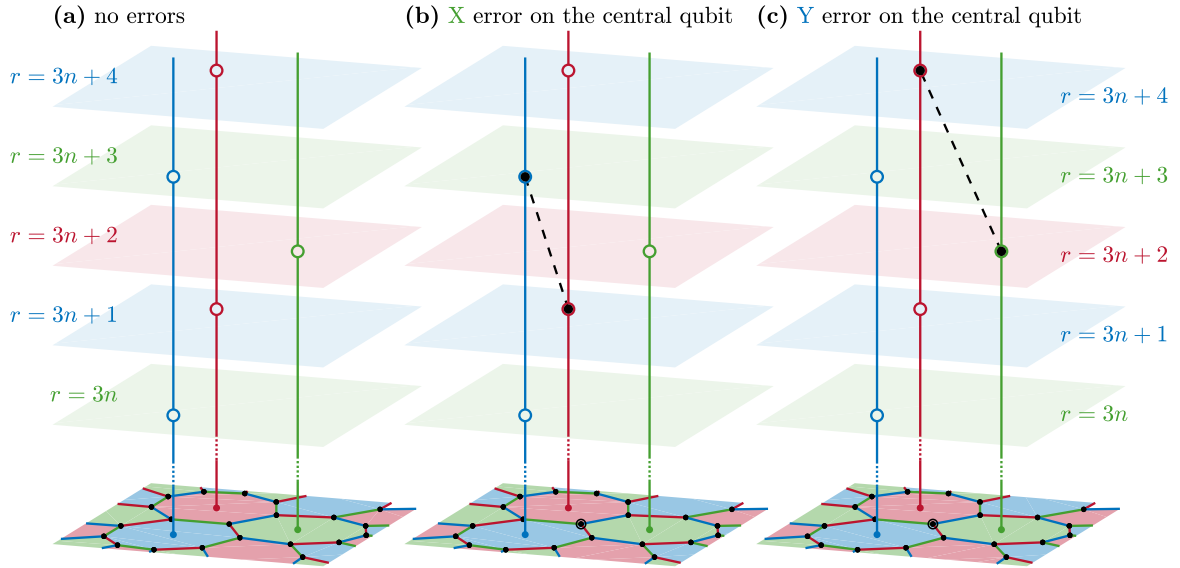 (a) no errors
(b) X error on the central qubit
(c) Y error on the central qubit
r = 3n + 4
r = 3n + 3
r = 3n + 2
r = 3n + 1
r = 3n
r = 3n + 4
r = 3n + 3
r = 3n + 2
r = 3n + 1
r = 3n